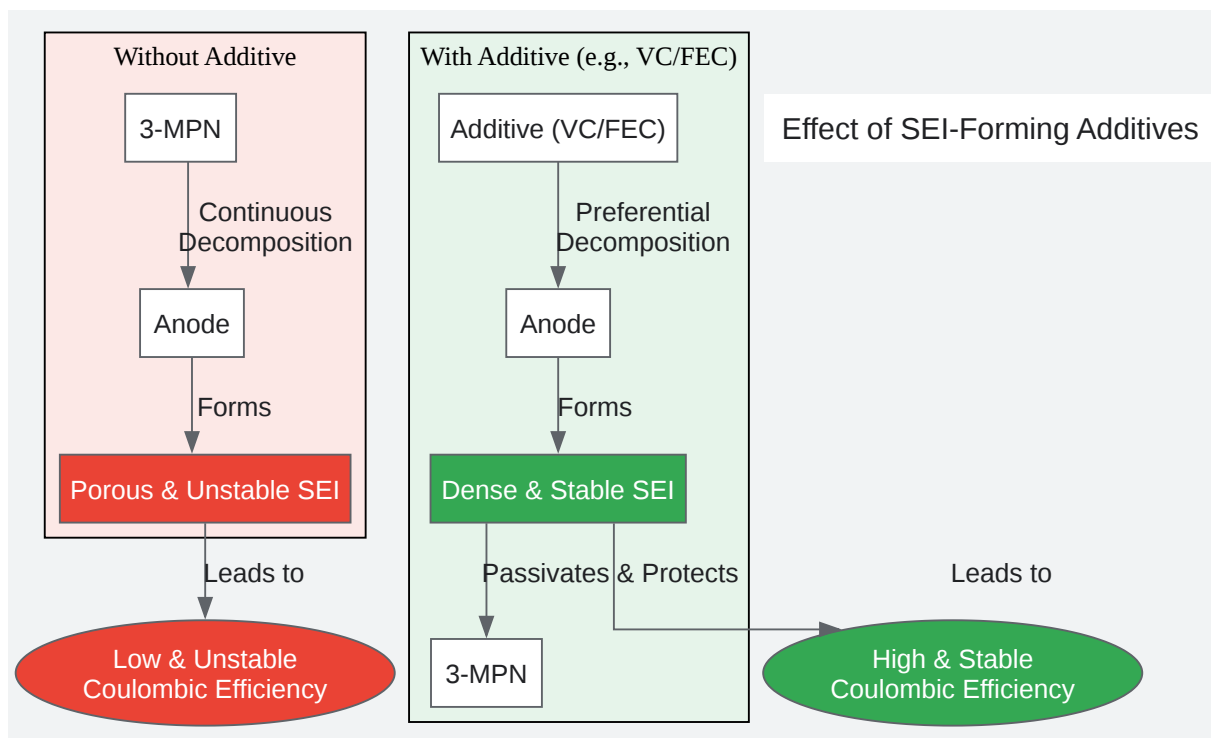 Without Additive
3-MPN
Continuous
Decomposition
Anode
Forms
Porous & Unstable SEI
Leads to
Low & Unstable
Coulombic Efficiency
With Additive (e.g., VC/FEC)
Additive (VC/FEC)
Preferential
Decomposition
Anode
Forms
Dense & Stable SEI
Passivates & Protects
3-MPN
Effect of SEI-Forming Additives
Leads to
High & Stable
Coulombic Efficiency